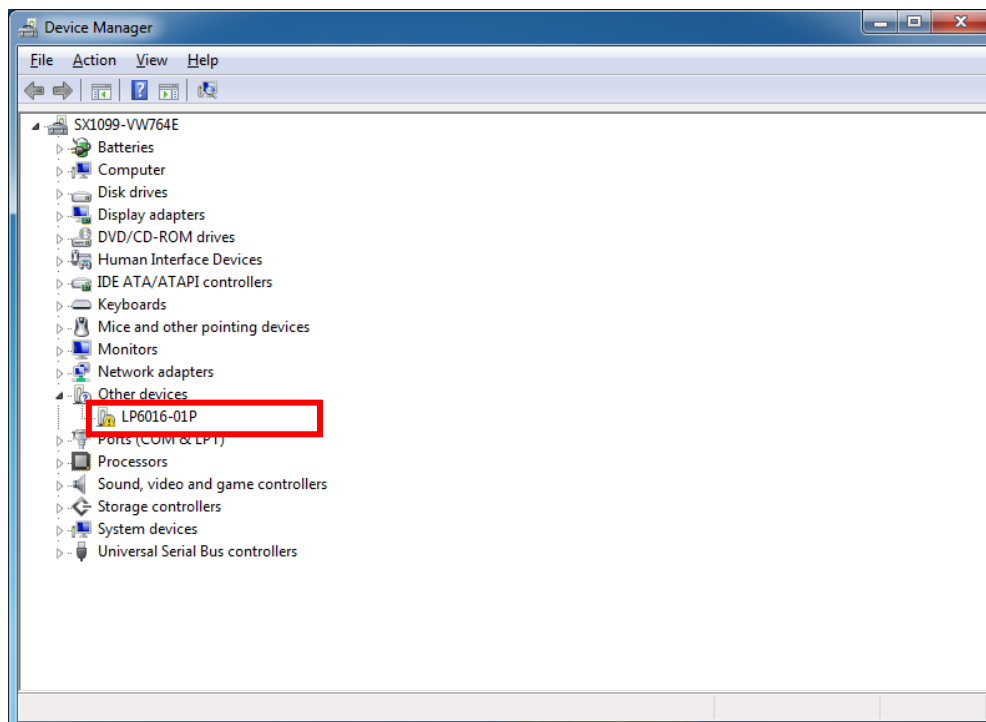 Device Manager
File Action View Help
SX1099-VW764E
Batteries
Computer
Disk drives
Display adapters
DVD/CD-ROM drives
Human Interface Devices
IDE ATA/ATAPI controllers
Keyboards
Mice and other pointing devices
Monitors
Network adapters
Other devices
LP6016-01P
Ports (COM & LPT)
Processors
Sound, video and game controllers
Storage controllers
System devices
Universal Serial Bus controllers